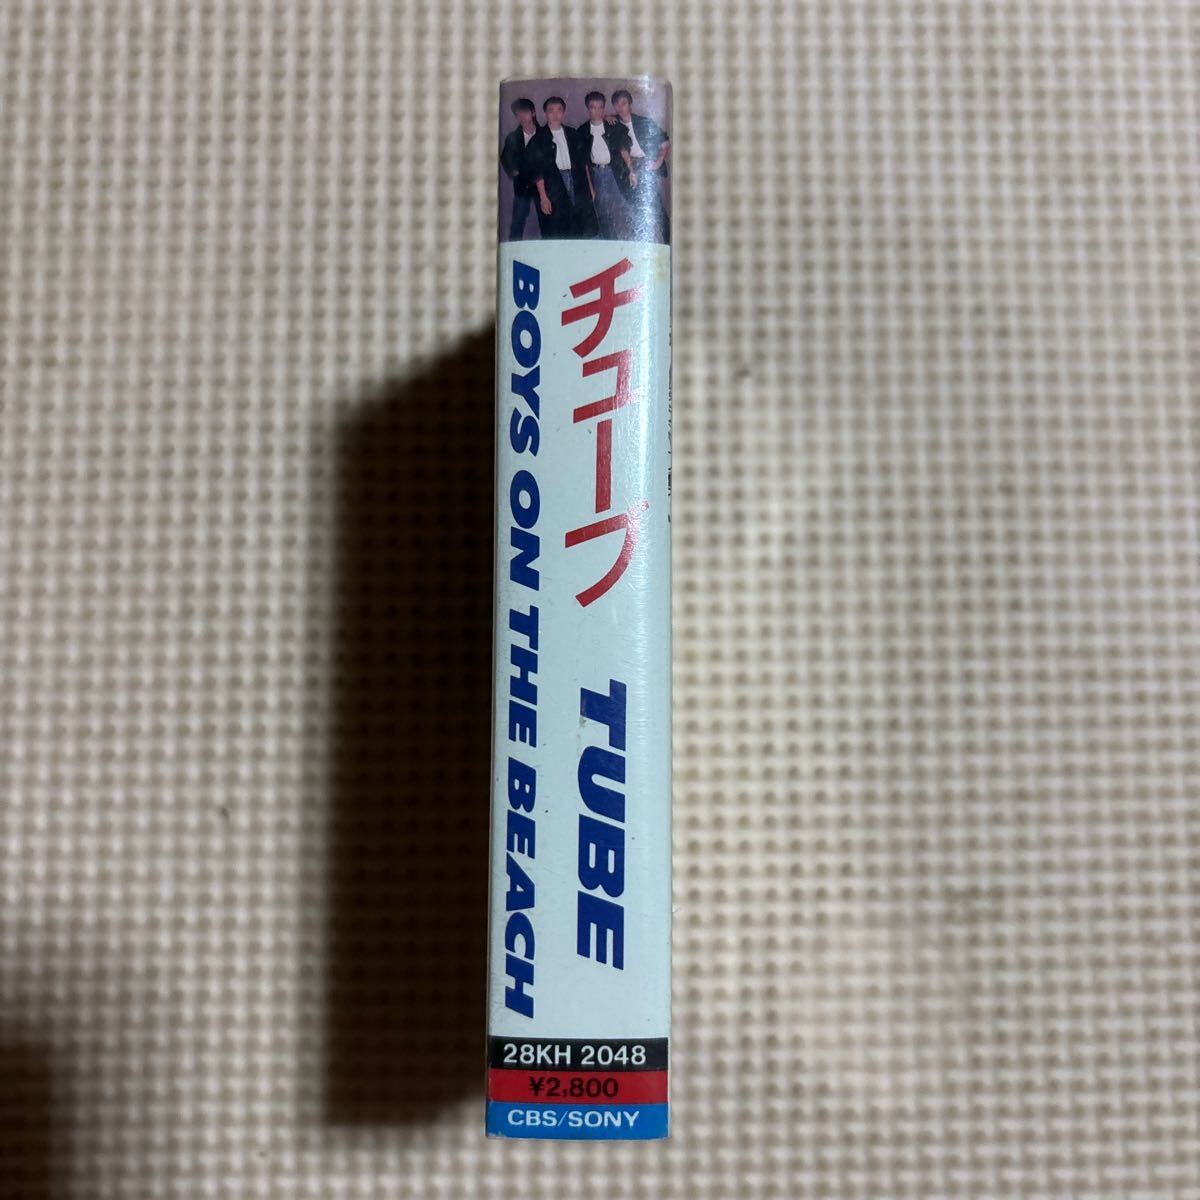 チューブ TUBE
BOYS ON THE BEACH
28KH 2048
¥2,800
CBS/SONY